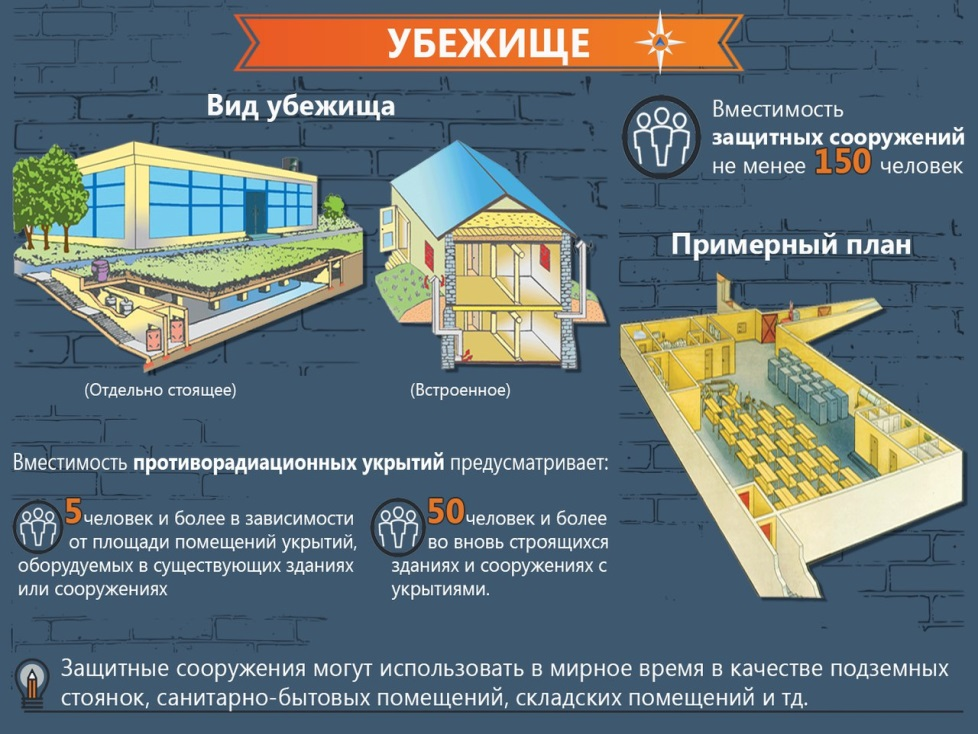 УБЕЖИЩЕ
Вид убежища
(Отдельно стоящее)
(Встроенное)
Вместимость
защитных сооружений
не менее 150 человек
Примерный план
Вместимость противорадиационных укрытий предусматривает:
5 человек и более в зависимости
от площади помещений укрытий,
оборудуемых в существующих зданиях
или сооружениях
50 человек и более
во вновь строящихся
зданиях и сооружениях с
укрытиями.
Защитные сооружения могут использовать в мирное время в качестве подземных
стоянок, санитарно-бытовых помещений, складских помещений и тд.